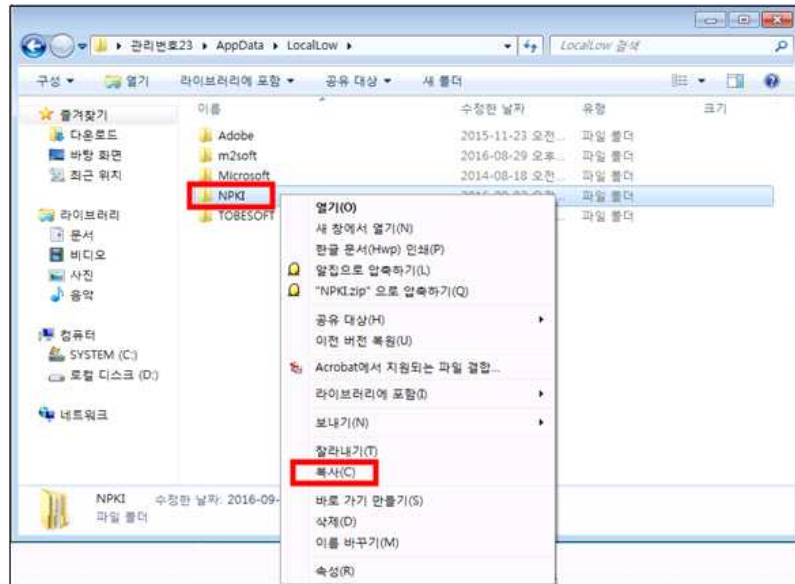 관리번호23 ▸ AppData ▸ LocalLow ▸
LocalLow 검색
구성 열기 라이브러리에 포함 공유 대상 새 폴더
즐겨찾기
다운로드
바탕 화면
최근 위치
라이브러리
문서
비디오
사진
음악
컴퓨터
SYSTEM (C:)
로컬 디스크 (D:)
네트워크
이름 수정한 날짜 유형 크기
Adobe 2015-11-23 오전... 파일 폴더
m2soft 2016-08-29 오후... 파일 폴더
Microsoft 2014-08-18 오전... 파일 폴더
NPKI 파일 폴더
TOBESOFT 파일 폴더
열기(O)
새 창에서 열기(N)
한글 문서(Hwp) 인쇄(P)
알집으로 압축하기(L)
"NPKI.zip" 으로 압축하기(Q)
공유 대상(H)
이전 버전 복원(U)
Acrobat에서 지원되는 파일 결합...
라이브러리에 포함(I)
보내기(N)
잘라내기(T)
복사(C)
바로 가기 만들기(S)
삭제(D)
이름 바꾸기(M)
속성(R)
NPKI 수정한 날짜: 2016-09-
파일 폴더